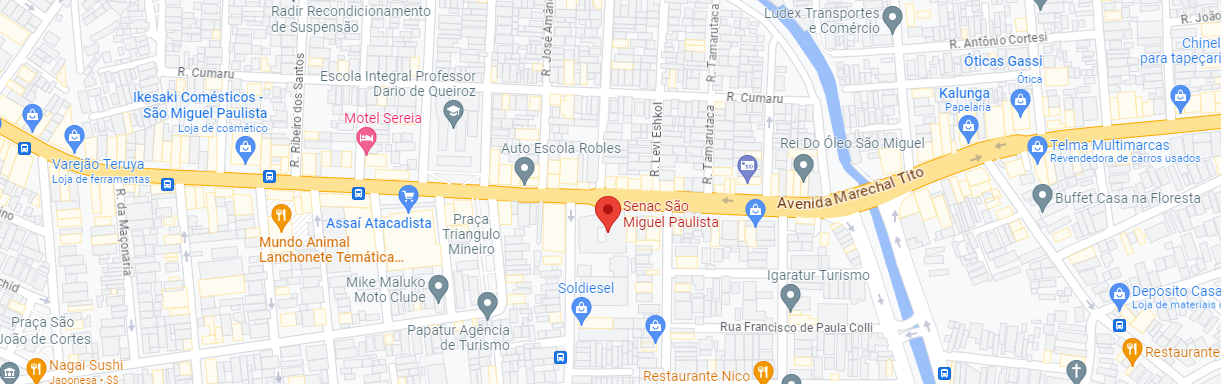 Radir Recondicionamento
de Suspensão
R. José Amân
R. Tamarutaca
Ludex Transportes
e Comércio
R. João
R. Antônio Cortesi
Óticas Gassi
Ótica
Chinel
para tapeçari
R. Cumaru
Escola Integral Professor
Dario de Queiroz
R. Cumaru
Kalunga
Papelaria
Ikesaki Comésticos -
São Miguel Paulista
Loja de cosmético
R. Ribeiro dos Santos
Motel Sereia
Auto Escola Robles
R. Levi Eshkol
R. Tamarutaca
Rei Do Óleo São Miguel
Telma Multimarcas
Revendedora de carros usados
Varejão Teruya
Loja de ferramentas
R. da Maçonaria
Assaí Atacadista
Praça
Triangulo
Mineiro
Senac São
Miguel Paulista
Avenida Marechal Tito
Buffet Casa na Floresta
Mundo Animal
Lanchonete Temática...
Mike Maluko
Moto Clube
Soldiesel
Igaratur Turismo
Deposito Casa
Loja de materiais
Praça São
João de Cortes
Papatur Agência
de Turismo
Rua Francisco de Paula Colli
Nagai Sushi
Japonesa • $$
Restaurante Nico
Restaurante